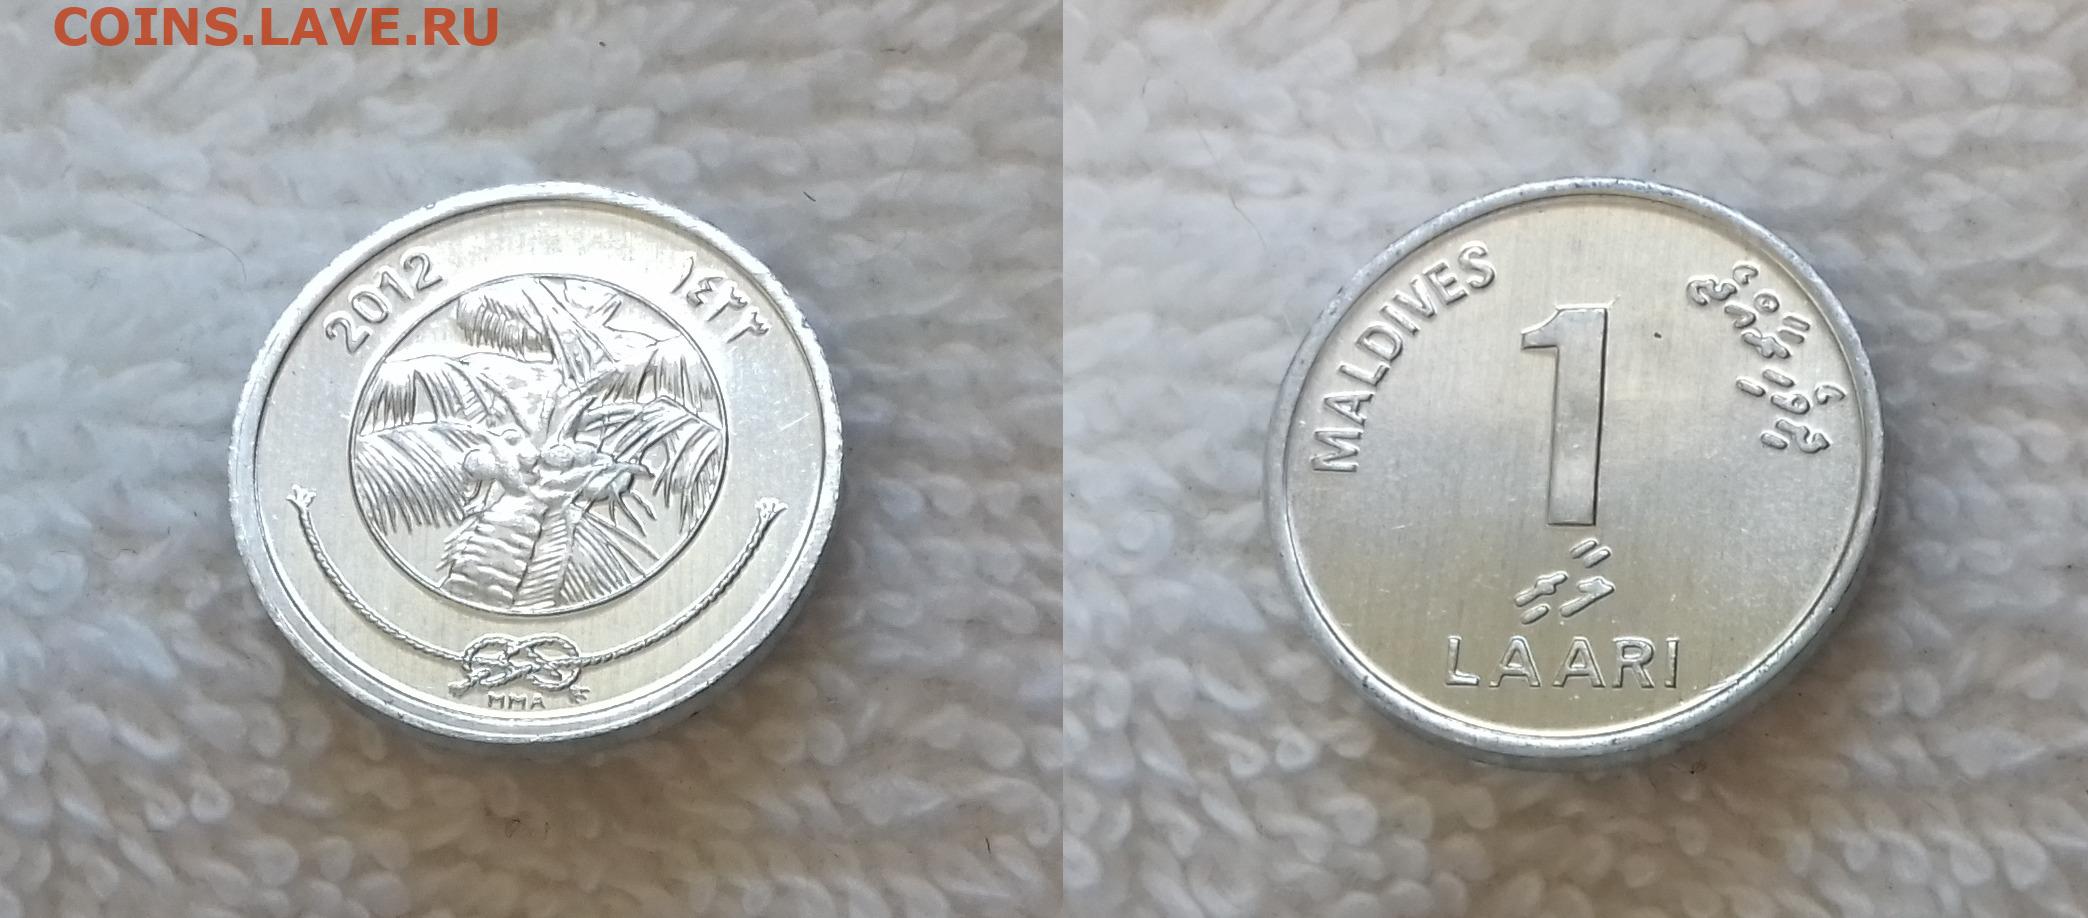 COINS.LAVE.RU
2012
١٤٣٣
MMA
MALDIVES
ދިވެހިރާއްޖެ
1
ލާރި
LAARI